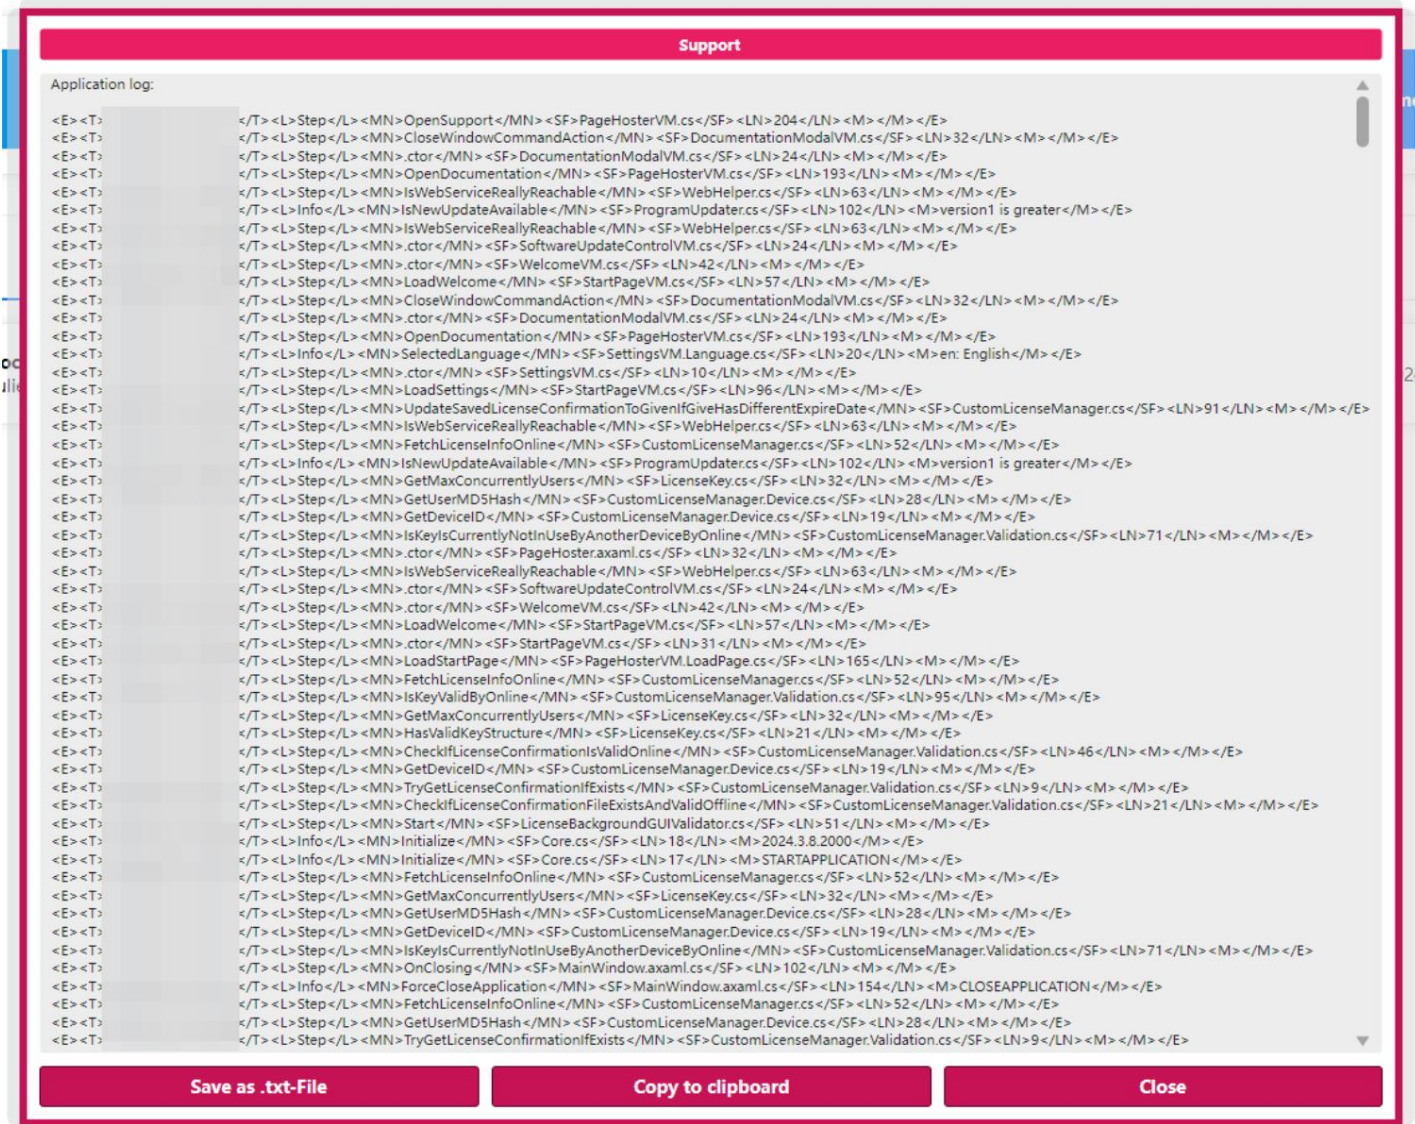 Support
Application log:
<E><T></T><L>Step</L><MN>OpenSupport</MN><SF>PageHosterVM.cs</SF><LN>204</LN><M></M></E>
<E><T></T><L>Step</L><MN>CloseWindowCommandAction</MN><SF>DocumentationModalVM.cs</SF><LN>32</LN><M></M></E>
<E><T></T><L>Step</L><MN>.ctor</MN><SF>DocumentationModalVM.cs</SF><LN>24</LN><M></M></E>
<E><T></T><L>Step</L><MN>OpenDocumentation</MN><SF>PageHosterVM.cs</SF><LN>193</LN><M></M></E>
<E><T></T><L>Step</L><MN>IsWebServiceReallyReachable</MN><SF>WebHelper.cs</SF><LN>63</LN><M></M></E>
<E><T></T><L>Info</L><MN>IsNewUpdateAvailable</MN><SF>ProgramUpdater.cs</SF><LN>102</LN><M>version1 is greater</M></E>
<E><T></T><L>Step</L><MN>IsWebServiceReallyReachable</MN><SF>WebHelper.cs</SF><LN>63</LN><M></M></E>
<E><T></T><L>Step</L><MN>.ctor</MN><SF>SoftwareUpdateControlVM.cs</SF><LN>24</LN><M></M></E>
<E><T></T><L>Step</L><MN>.ctor</MN><SF>WelcomeVM.cs</SF><LN>42</LN><M></M></E>
<E><T></T><L>Step</L><MN>LoadWelcome</MN><SF>StartPageVM.cs</SF><LN>57</LN><M></M></E>
<E><T></T><L>Step</L><MN>CloseWindowCommandAction</MN><SF>DocumentationModalVM.cs</SF><LN>32</LN><M></M></E>
<E><T></T><L>Step</L><MN>.ctor</MN><SF>DocumentationModalVM.cs</SF><LN>24</LN><M></M></E>
<E><T></T><L>Step</L><MN>OpenDocumentation</MN><SF>PageHosterVM.cs</SF><LN>193</LN><M></M></E>
<E><T></T><L>Info</L><MN>SelectedLanguage</MN><SF>SettingsVM.Language.cs</SF><LN>20</LN><M>en: English</M></E>
<E><T></T><L>Step</L><MN>.ctor</MN><SF>SettingsVM.cs</SF><LN>10</LN><M></M></E>
<E><T></T><L>Step</L><MN>LoadSettings</MN><SF>StartPageVM.cs</SF><LN>96</LN><M></M></E>
<E><T></T><L>Step</L><MN>UpdateSavedLicenseConfirmationToGivenIfGiveHasDifferentExpireDate</MN><SF>CustomLicenseManager.cs</SF><LN>91</LN><M></M></E>
<E><T></T><L>Step</L><MN>IsWebServiceReallyReachable</MN><SF>WebHelper.cs</SF><LN>63</LN><M></M></E>
<E><T></T><L>Step</L><MN>FetchLicenseInfoOnline</MN><SF>CustomLicenseManager.cs</SF><LN>52</LN><M></M></E>
<E><T></T><L>Info</L><MN>IsNewUpdateAvailable</MN><SF>ProgramUpdater.cs</SF><LN>102</LN><M>version1 is greater</M></E>
<E><T></T><L>Step</L><MN>GetMaxConcurrentlyUsers</MN><SF>LicenseKey.cs</SF><LN>32</LN><M></M></E>
<E><T></T><L>Step</L><MN>GetUserMD5Hash</MN><SF>CustomLicenseManager.Device.cs</SF><LN>28</LN><M></M></E>
<E><T></T><L>Step</L><MN>GetDeviceID</MN><SF>CustomLicenseManager.Device.cs</SF><LN>19</LN><M></M></E>
<E><T></T><L>Step</L><MN>IsKeyIsCurrentlyNotInUseByAnotherDeviceByOnline</MN><SF>CustomLicenseManager.Validation.cs</SF><LN>71</LN><M></M></E>
<E><T></T><L>Step</L><MN>.ctor</MN><SF>PageHoster.axaml.cs</SF><LN>32</LN><M></M></E>
<E><T></T><L>Step</L><MN>IsWebServiceReallyReachable</MN><SF>WebHelper.cs</SF><LN>63</LN><M></M></E>
<E><T></T><L>Step</L><MN>.ctor</MN><SF>SoftwareUpdateControlVM.cs</SF><LN>24</LN><M></M></E>
<E><T></T><L>Step</L><MN>.ctor</MN><SF>WelcomeVM.cs</SF><LN>42</LN><M></M></E>
<E><T></T><L>Step</L><MN>LoadWelcome</MN><SF>StartPageVM.cs</SF><LN>57</LN><M></M></E>
<E><T></T><L>Step</L><MN>.ctor</MN><SF>StartPageVM.cs</SF><LN>31</LN><M></M></E>
<E><T></T><L>Step</L><MN>LoadStartPage</MN><SF>PageHosterVM.LoadPage.cs</SF><LN>165</LN><M></M></E>
<E><T></T><L>Step</L><MN>FetchLicenseInfoOnline</MN><SF>CustomLicenseManager.cs</SF><LN>52</LN><M></M></E>
<E><T></T><L>Step</L><MN>IsKeyValidByOnline</MN><SF>CustomLicenseManager.Validation.cs</SF><LN>95</LN><M></M></E>
<E><T></T><L>Step</L><MN>GetMaxConcurrentlyUsers</MN><SF>LicenseKey.cs</SF><LN>32</LN><M></M></E>
<E><T></T><L>Step</L><MN>HasValidKeyStructure</MN><SF>LicenseKey.cs</SF><LN>21</LN><M></M></E>
<E><T></T><L>Step</L><MN>CheckIfLicenseConfirmationIsValidOnline</MN><SF>CustomLicenseManager.Validation.cs</SF><LN>46</LN><M></M></E>
<E><T></T><L>Step</L><MN>GetDeviceID</MN><SF>CustomLicenseManager.Device.cs</SF><LN>19</LN><M></M></E>
<E><T></T><L>Step</L><MN>TryGetLicenseConfirmationIfExists</MN><SF>CustomLicenseManager.Validation.cs</SF><LN>9</LN><M></M></E>
<E><T></T><L>Step</L><MN>CheckIfLicenseConfirmationFileExistsAndValidOffline</MN><SF>CustomLicenseManager.Validation.cs</SF><LN>21</LN><M></M></E>
<E><T></T><L>Step</L><MN>Start</MN><SF>LicenseBackgroundGUIValidator.cs</SF><LN>51</LN><M></M></E>
<E><T></T><L>Info</L><MN>Initialize</MN><SF>Core.cs</SF><LN>18</LN><M>2024.3.8.2000</M></E>
<E><T></T><L>Info</L><MN>Initialize</MN><SF>Core.cs</SF><LN>17</LN><M>STARTAPPLICATION</M></E>
<E><T></T><L>Step</L><MN>FetchLicenseInfoOnline</MN><SF>CustomLicenseManager.cs</SF><LN>52</LN><M></M></E>
<E><T></T><L>Step</L><MN>GetMaxConcurrentlyUsers</MN><SF>LicenseKey.cs</SF><LN>32</LN><M></M></E>
<E><T></T><L>Step</L><MN>GetUserMD5Hash</MN><SF>CustomLicenseManager.Device.cs</SF><LN>28</LN><M></M></E>
<E><T></T><L>Step</L><MN>GetDeviceID</MN><SF>CustomLicenseManager.Device.cs</SF><LN>19</LN><M></M></E>
<E><T></T><L>Step</L><MN>IsKeyIsCurrentlyNotInUseByAnotherDeviceByOnline</MN><SF>CustomLicenseManager.Validation.cs</SF><LN>71</LN><M></M></E>
<E><T></T><L>Step</L><MN>OnClosing</MN><SF>MainWindow.axaml.cs</SF><LN>102</LN><M></M></E>
<E><T></T><L>Info</L><MN>ForceCloseApplication</MN><SF>MainWindow.axaml.cs</SF><LN>154</LN><M>CLOSEAPPLICATION</M></E>
<E><T></T><L>Step</L><MN>FetchLicenseInfoOnline</MN><SF>CustomLicenseManager.cs</SF><LN>52</LN><M></M></E>
<E><T></T><L>Step</L><MN>GetUserMD5Hash</MN><SF>CustomLicenseManager.Device.cs</SF><LN>28</LN><M></M></E>
<E><T></T><L>Step</L><MN>TryGetLicenseConfirmationIfExists</MN><SF>CustomLicenseManager.Validation.cs</SF><LN>9</LN><M></M></E>
Save as .txt-File
Copy to clipboard
Close